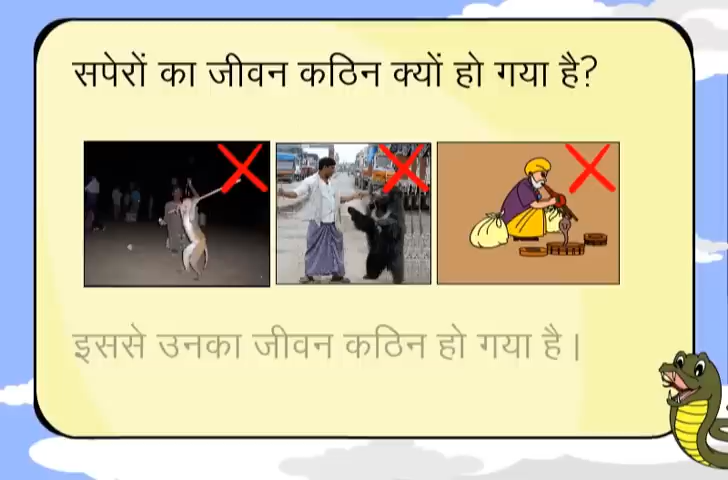 सपेरों का जीवन कठिन क्यों हो गया है?
इससे उनका जीवन कठिन हो गया है।